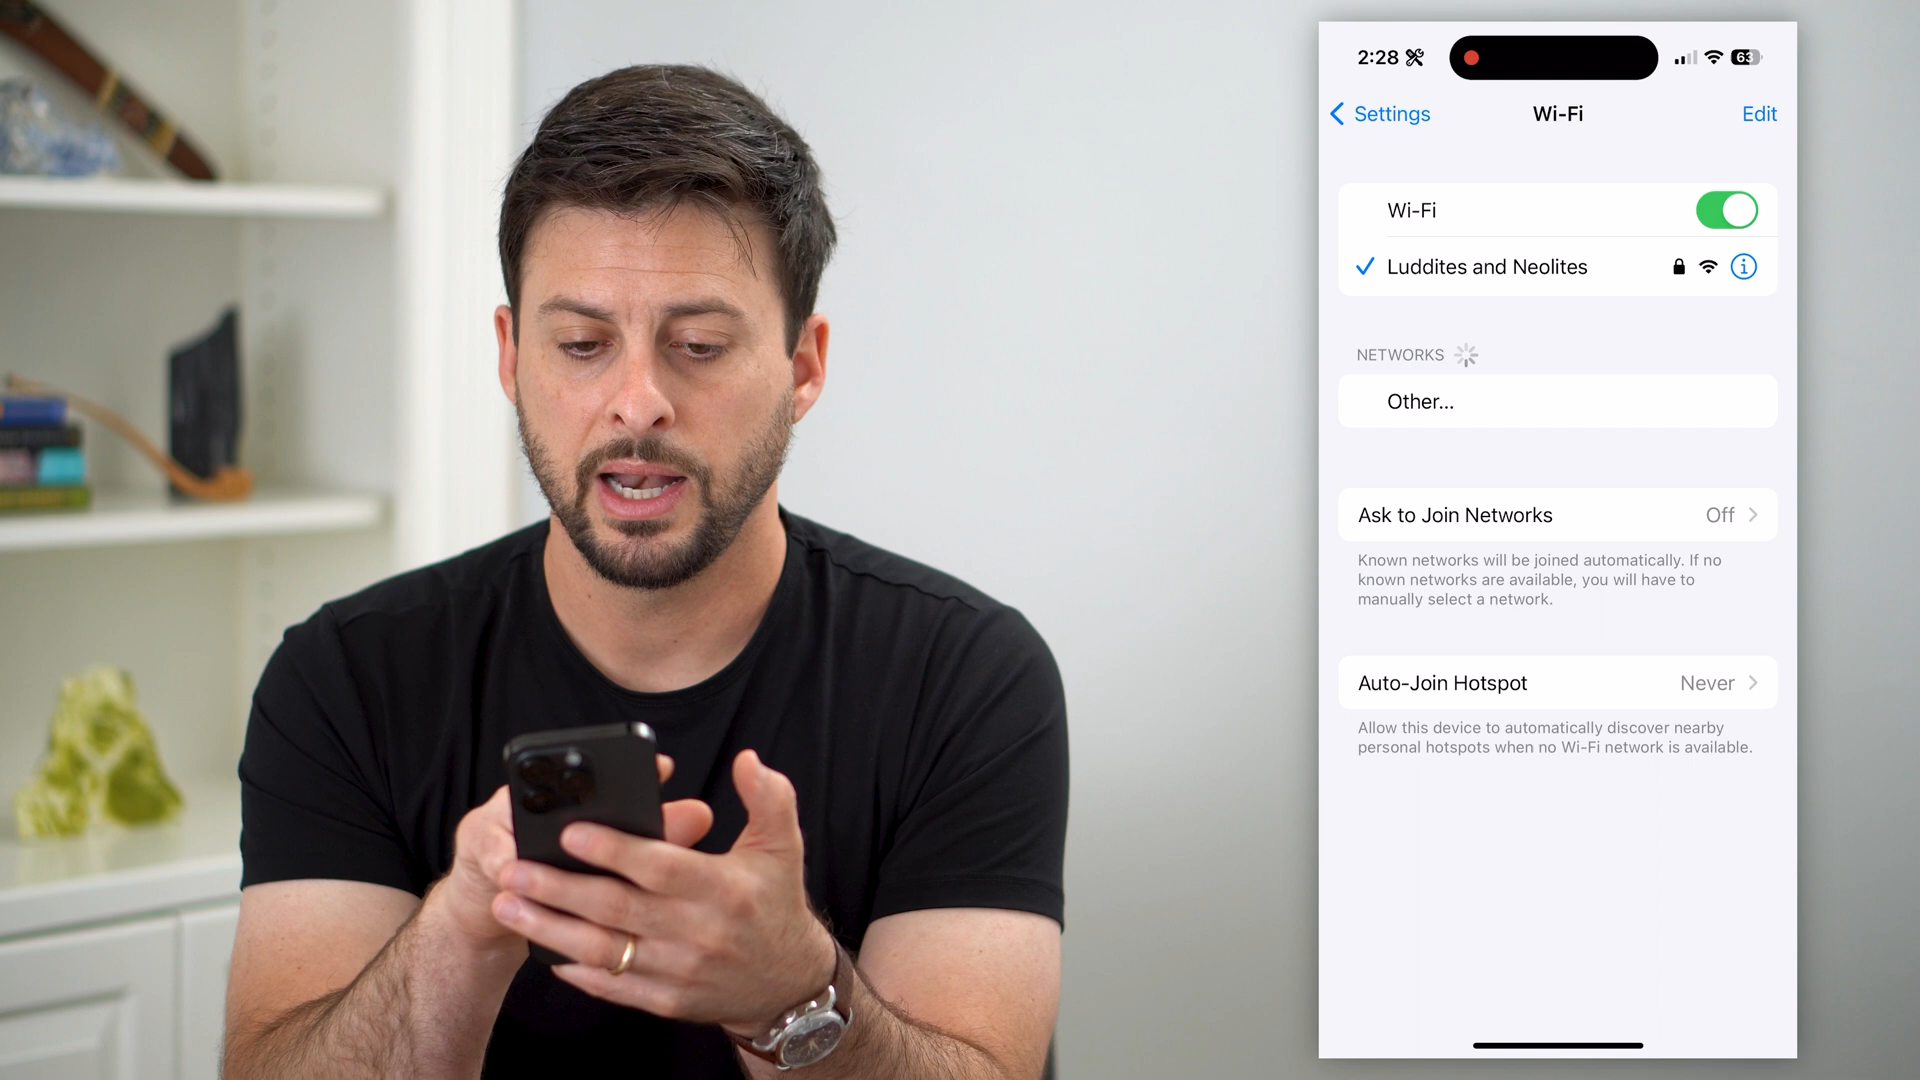 2:28
63
Settings
Wi-Fi
Edit
Wi-Fi
Luddites and Neolites
NETWORKS
Other...
Ask to Join Networks
Off
Known networks will be joined automatically. If no
known networks are available, you will have to
manually select a network.
Auto-Join Hotspot
Never
Allow this device to automatically discover nearby
personal hotspots when no Wi-Fi network is available.